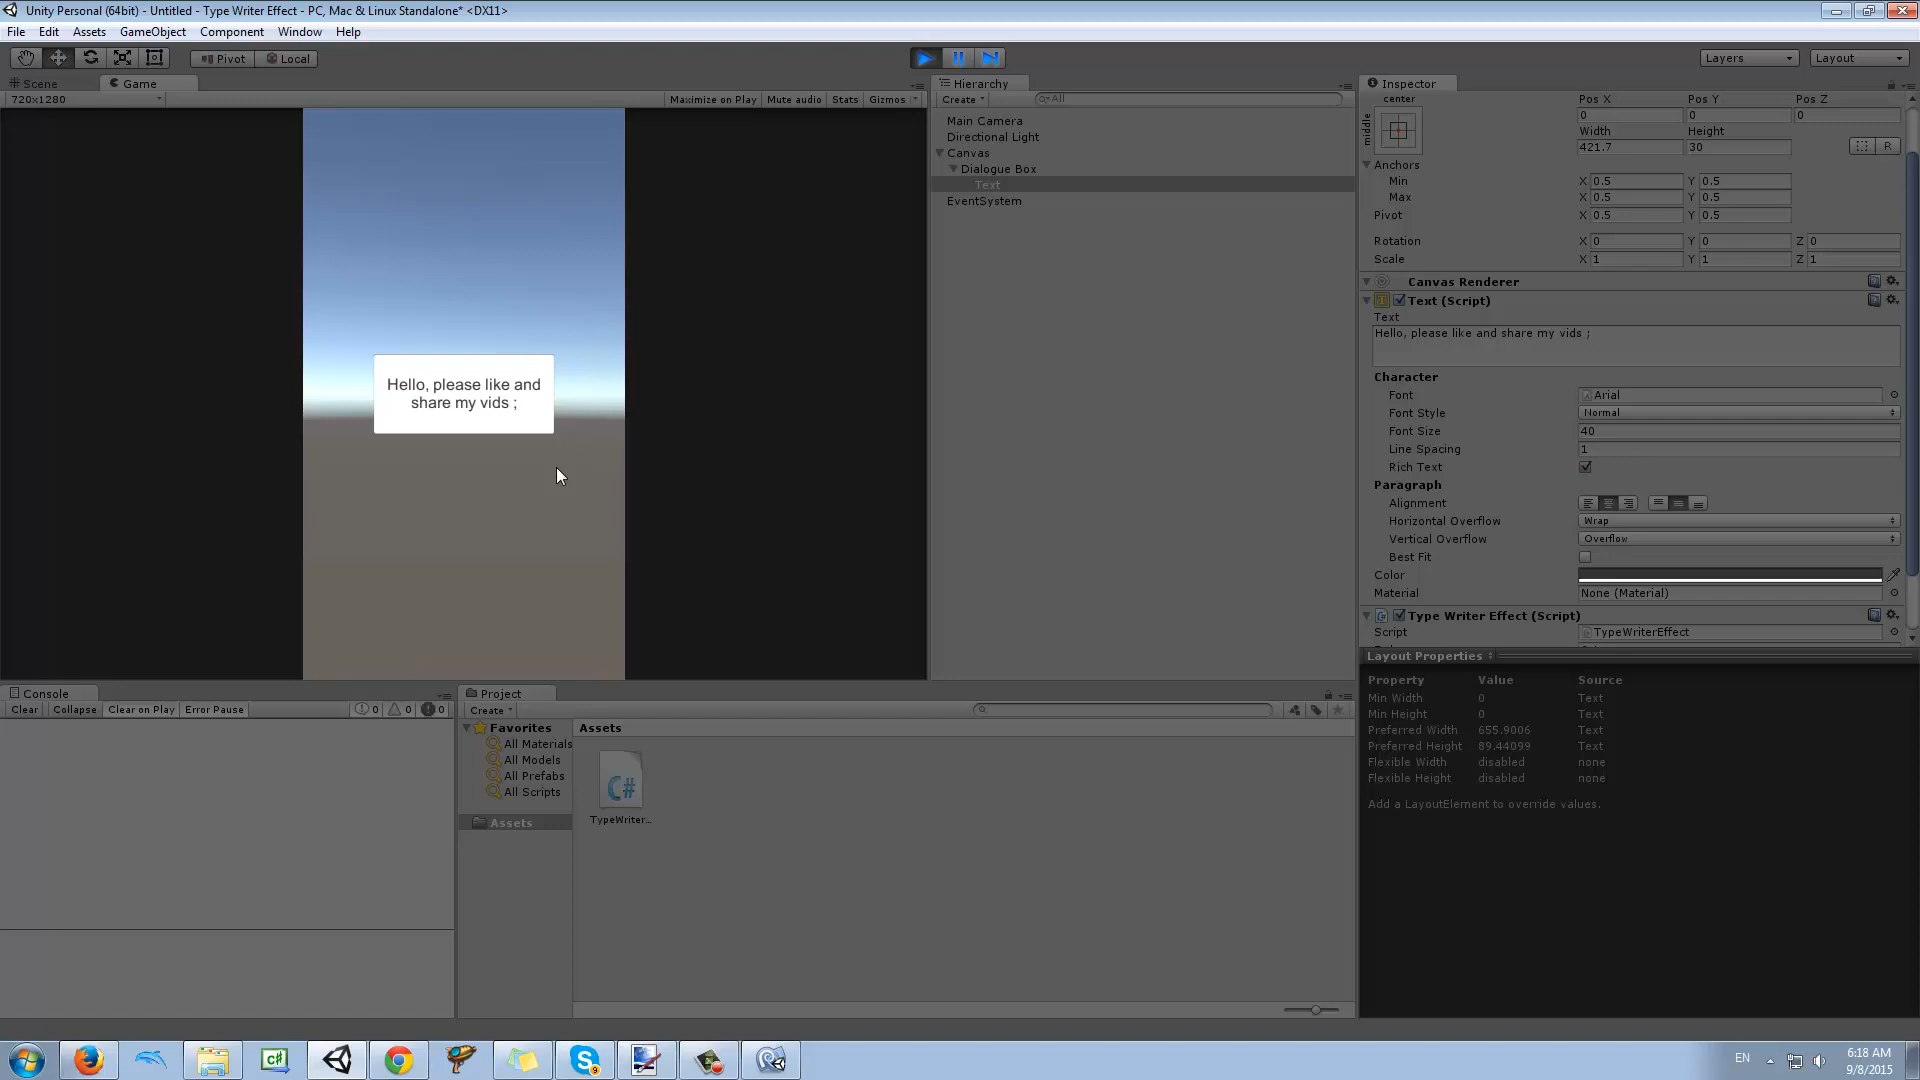 Unity Personal (64bit) - Untitled - Type Writer Effect - PC, Mac & Linux Standalone* <DX11>
File Edit Assets GameObject Component Window Help
Pivot Local Layers Layout
Scene Game
720x1280 Maximize on Play Mute audio Stats Gizmos
Hello, please like and
share my vids ;
Hierarchy
Create All
Main Camera
Directional Light
Canvas
Dialogue Box
Text
EventSystem
Inspector
center Pos X Pos Y Pos Z
middle 0 0 0
Width Height
421.7 30 R
Anchors
Min X 0.5 Y 0.5
Max X 0.5 Y 0.5
Pivot X 0.5 Y 0.5
Rotation X 0 Y 0 Z 0
Scale X 1 Y 1 Z 1
Canvas Renderer
Text (Script)
Text
Hello, please like and share my vids ;
Character
Font Arial
Font Style Normal
Font Size 40
Line Spacing 1
Rich Text
Paragraph
Alignment
Horizontal Overflow Wrap
Vertical Overflow Overflow
Best Fit
Color
Material None (Material)
Type Writer Effect (Script)
Script TypeWriterEffect
Layout Properties
Property Value Source
Min Width 0 Text
Min Height 0 Text
Preferred Width 655.9006 Text
Preferred Height 89.44099 Text
Flexible Width disabled none
Flexible Height disabled none
Add a LayoutElement to override values.
Console
Clear Collapse Clear on Play Error Pause 0 0 0
Project
Create
Favorites
All Materials
All Models
All Prefabs
All Scripts
Assets
Assets
C#
TypeWriter...
C# 9
EN 6:18 AM
9/8/2015